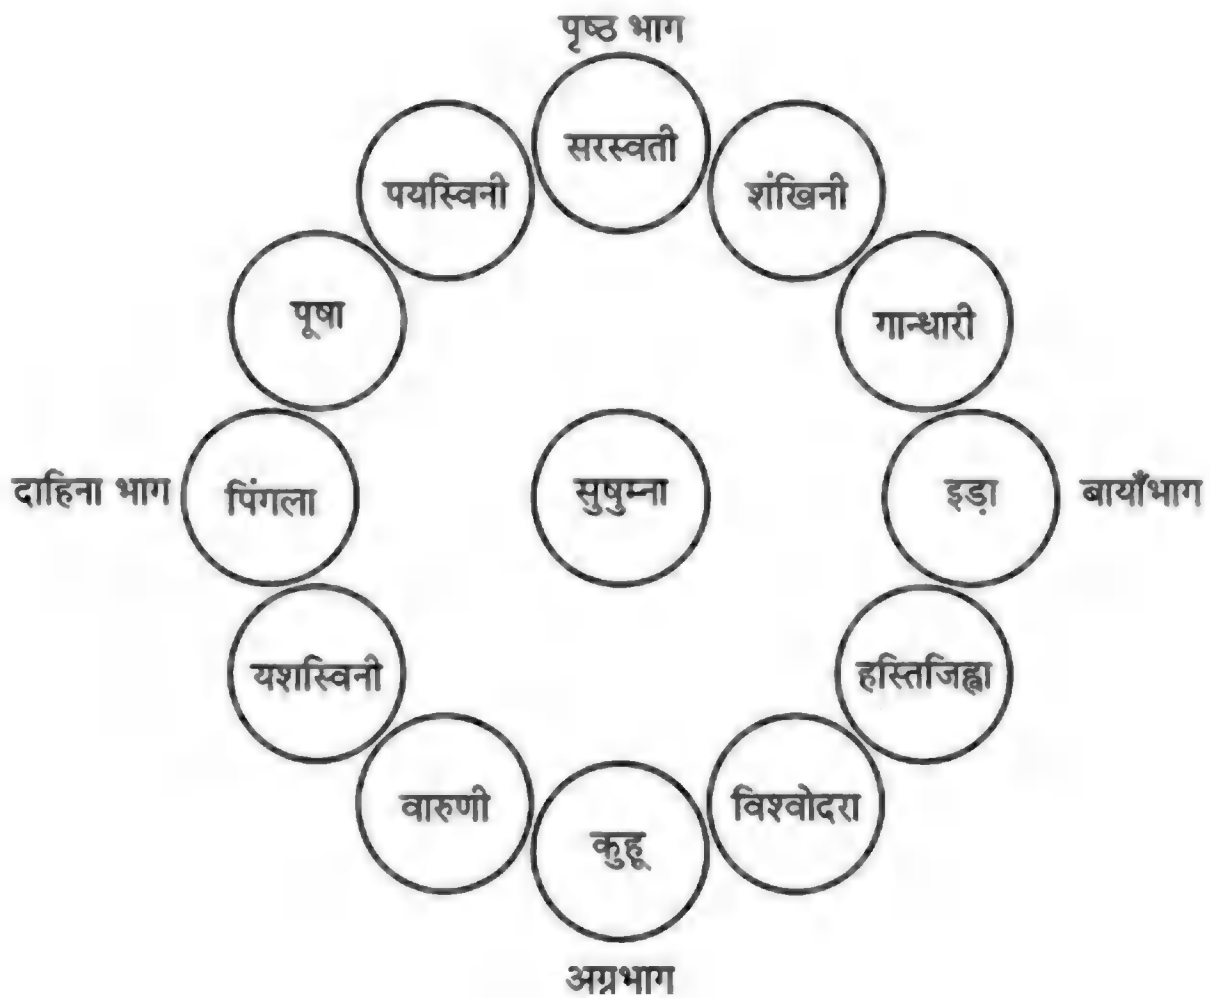 पृष्ठ भाग
सरस्वती
पयस्विनी
शंखिनी
पूषा
गान्धारी
दाहिना भाग
पिंगला
सुषुम्ना
इड़ा
बायाँभाग
यशस्विनी
हस्तिजिह्वा
वारुणी
विश्वोदरा
कुहू
अग्रभाग